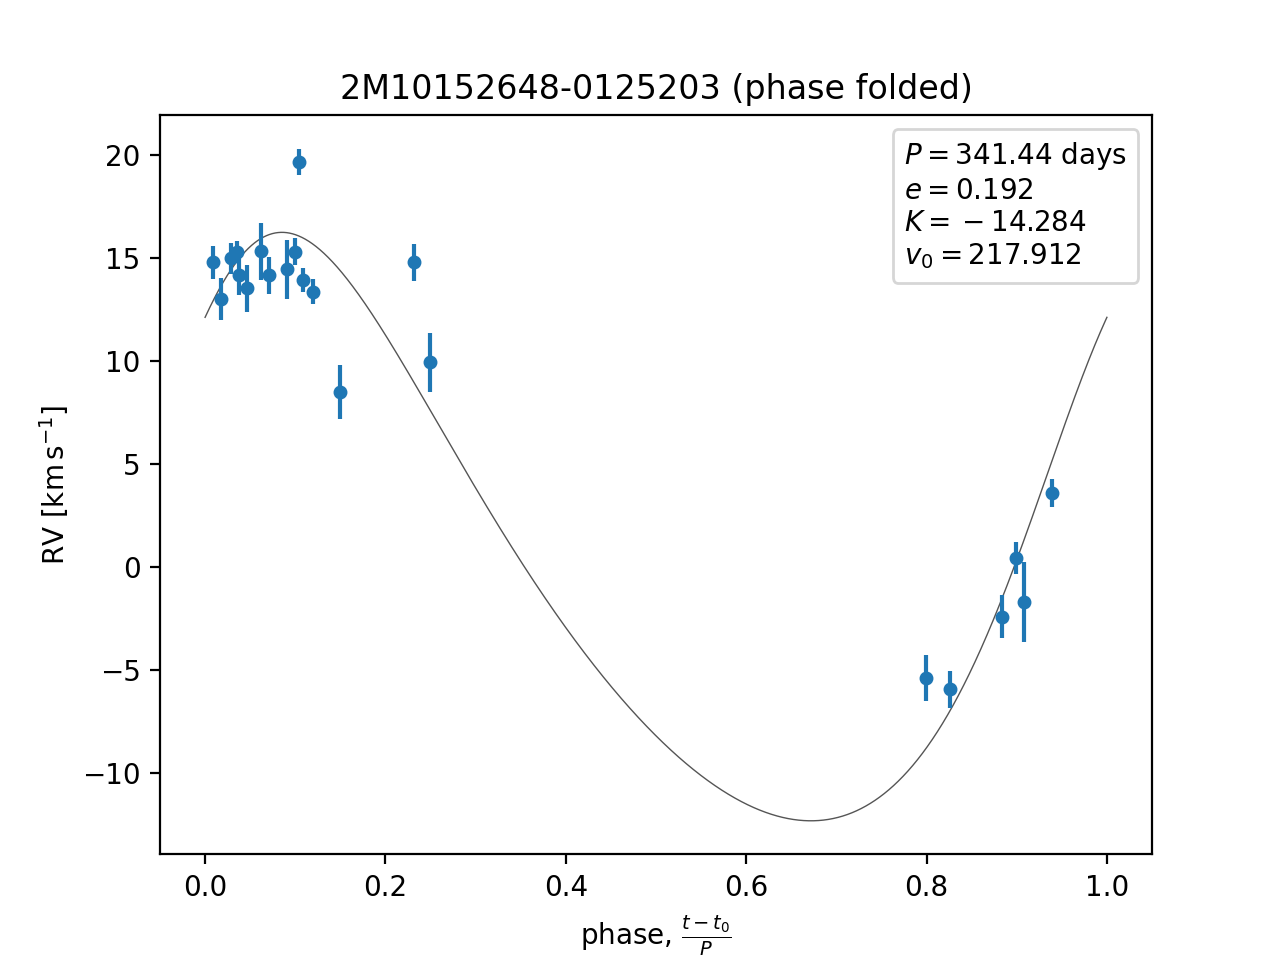 2M10152648-0125203 (phase folded)
P = 341.44 days
e = 0.192
K = −14.284
v₀ = 217.912
RV [km s⁻¹]
20
15
10
5
0
−5
−10
0.0 0.2 0.4 0.6 0.8 1.0
phase, (t − t₀)/P